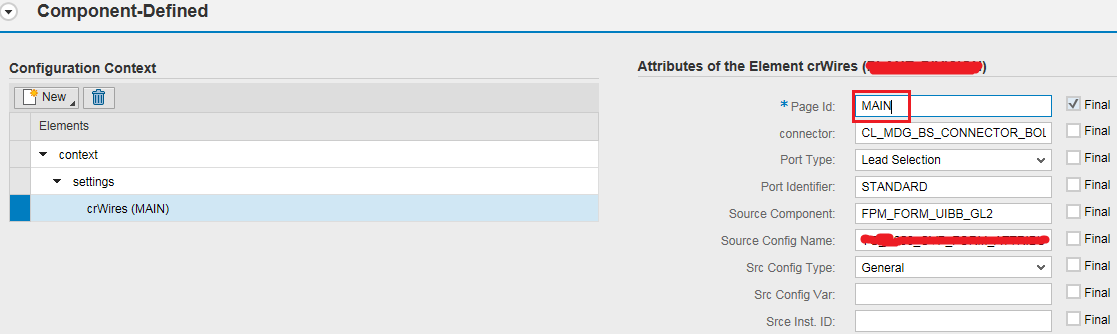 Component-Defined
Configuration Context
New
Elements
context
settings
crWires (MAIN)
Attributes of the Element crWires (
)
* Page Id: MAIN Final
connector: CL_MDG_BS_CONNECTOR_BOL Final
Port Type: Lead Selection Final
Port Identifier: STANDARD Final
Source Component: FPM_FORM_UIBB_GL2 Final
Source Config Name: Final
Src Config Type: General Final
Src Config Var: Final
Srce Inst. ID: Final